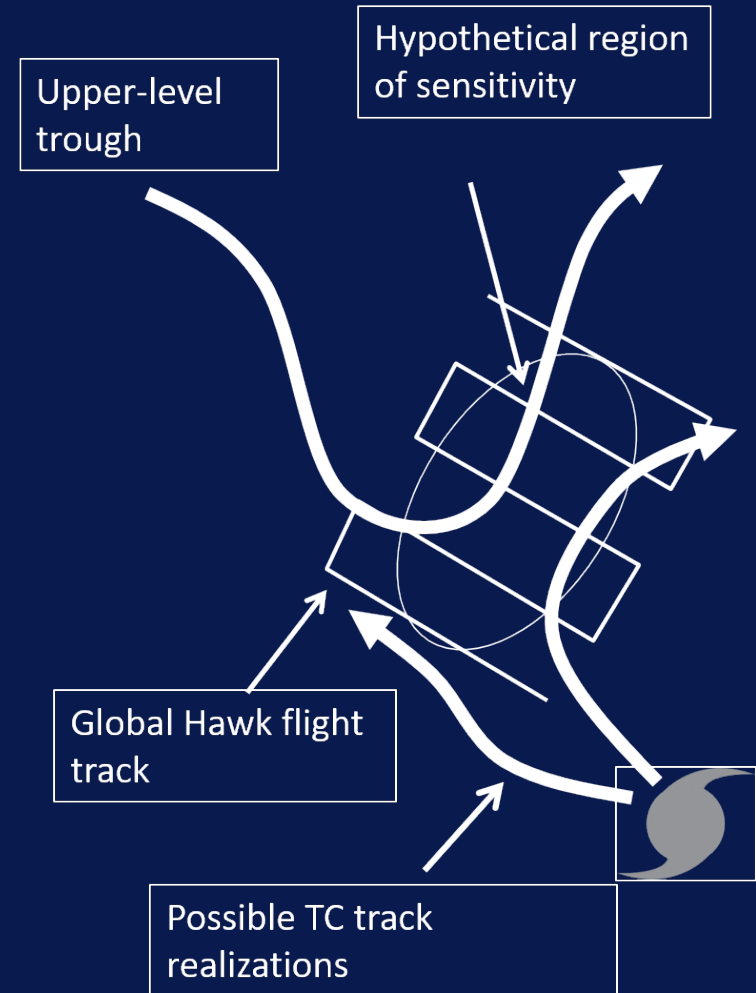 Hypothetical region
of sensitivity
Upper-level
trough
Global Hawk flight
track
Possible TC track
realizations